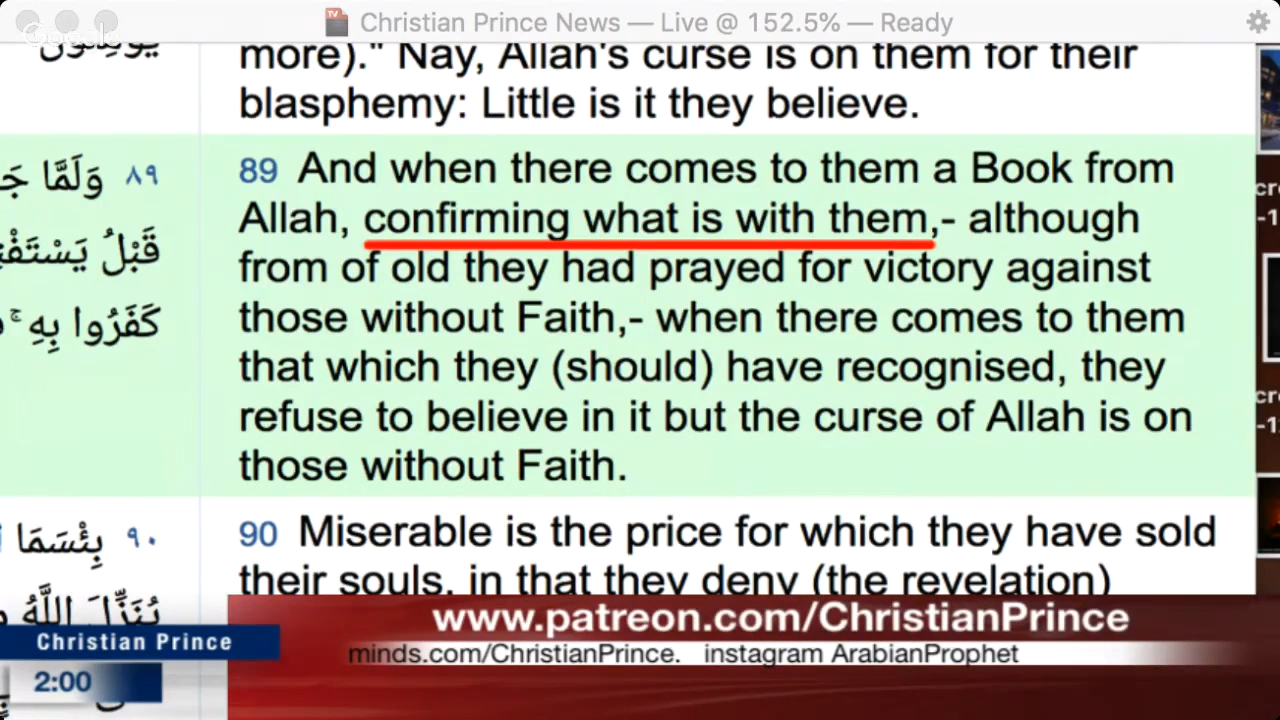 Christian Prince News — Live @ 152.5% — Ready
Google
يوقنون
more)." Nay, Allah's curse is on them for their
blasphemy: Little is it they believe.
٨٩ وَلَمَّا
89 And when there comes to them a Book from
Allah, confirming what is with them,- although
قَبْلُ
from of old they had prayed for victory against
those without Faith,- when there comes to them
كَفَرُوا بِهِ ۚ
that which they (should) have recognised, they
refuse to believe in it but the curse of Allah is on
those without Faith.
٩٠ بِئْسَمَا
90 Miserable is the price for which they have sold
their souls, in that they deny (the revelation)
يُنَزِّلَ اللَّهُ
www.patreon.com/ChristianPrince
Christian Prince
minds.com/ChristianPrince. instagram ArabianProphet
2:00